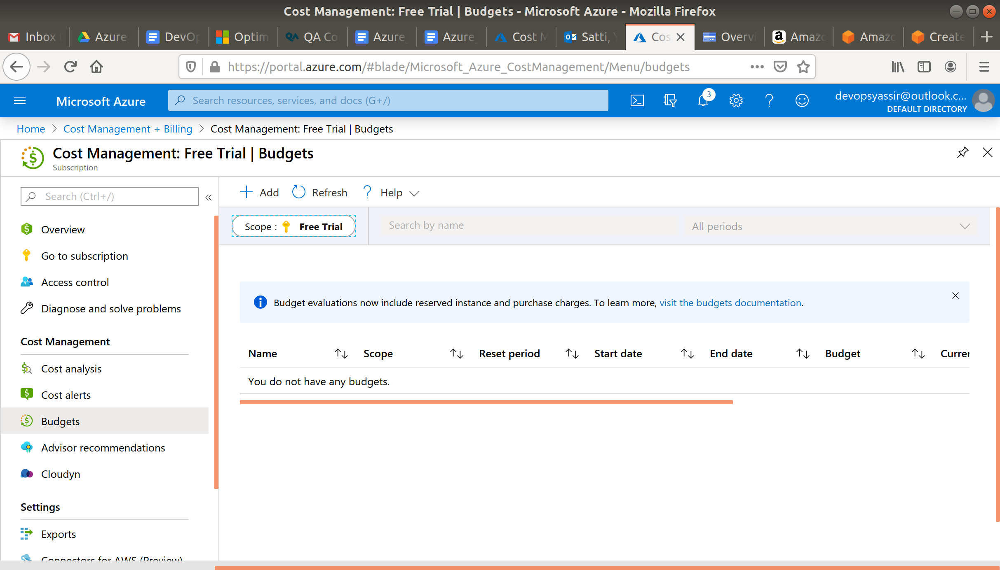 Cost Management: Free Trial | Budgets - Microsoft Azure - Mozilla Firefox
Inbox
Azure
DevOp
Optim
QA Co
Azure_
Azure_
Cost M
Satti,
Cos
Overvi
Amazo
Amazo
Create
https://portal.azure.com/#blade/Microsoft_Azure_CostManagement/Menu/budgets
Microsoft Azure
Search resources, services, and docs (G+/)
3
devopsyassir@outlook.c...
DEFAULT DIRECTORY
Home > Cost Management + Billing > Cost Management: Free Trial | Budgets
Cost Management: Free Trial | Budgets
Subscription
Search (Ctrl+/)
«
Overview
Go to subscription
Access control
Diagnose and solve problems
Cost Management
Cost analysis
Cost alerts
Budgets
Advisor recommendations
Cloudyn
Settings
Exports
Connectors for AWS (Preview)
Add
Refresh
Help
Scope : Free Trial
Search by name
All periods
Budget evaluations now include reserved instance and purchase charges. To learn more, visit the budgets documentation.
Name Scope Reset period Start date End date Budget Curren
You do not have any budgets.